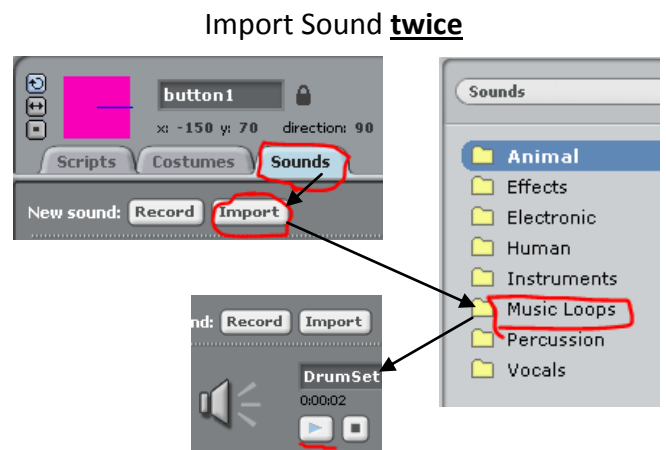 Import Sound twice
button1
x: -150 y: 70 direction: 90
Scripts Costumes Sounds
New sound: Record Import
Sounds
Animal
Effects
Electronic
Human
Instruments
Music Loops
Percussion
Vocals
nd: Record Import
DrumSet
0:00:02